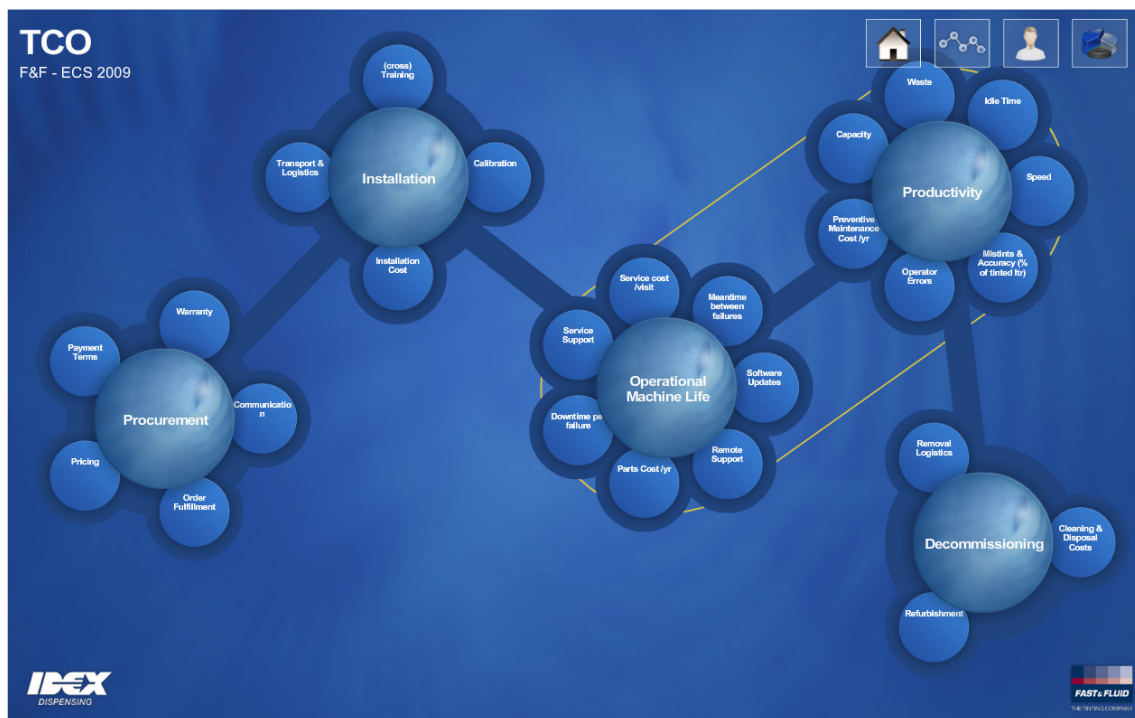 TCO
F&F - ECS 2009
(cross)
Training
Transport &
Logistics
Installation
Calibration
Installation
Cost
Waste
Idle Time
Capacity
Speed
Productivity
Preventive
Maintenance
Cost /yr
Operator
Errors
Mistints &
Accuracy (%
of tinted ltr)
Warranty
Payment
Terms
Procurement
Communicatio
n
Pricing
Order
Fulfillment
Service cost
/visit
Meantime
between
failures
Service
Support
Operational
Machine Life
Software
Updates
Downtime pe
failure
Parts Cost /yr
Remote
Support
Removal
Logistics
Decommissioning
Cleaning &
Disposal
Costs
Refurbishment
IDEX
DISPENSING
FAST & FLUID
THE TINTING COMPANY